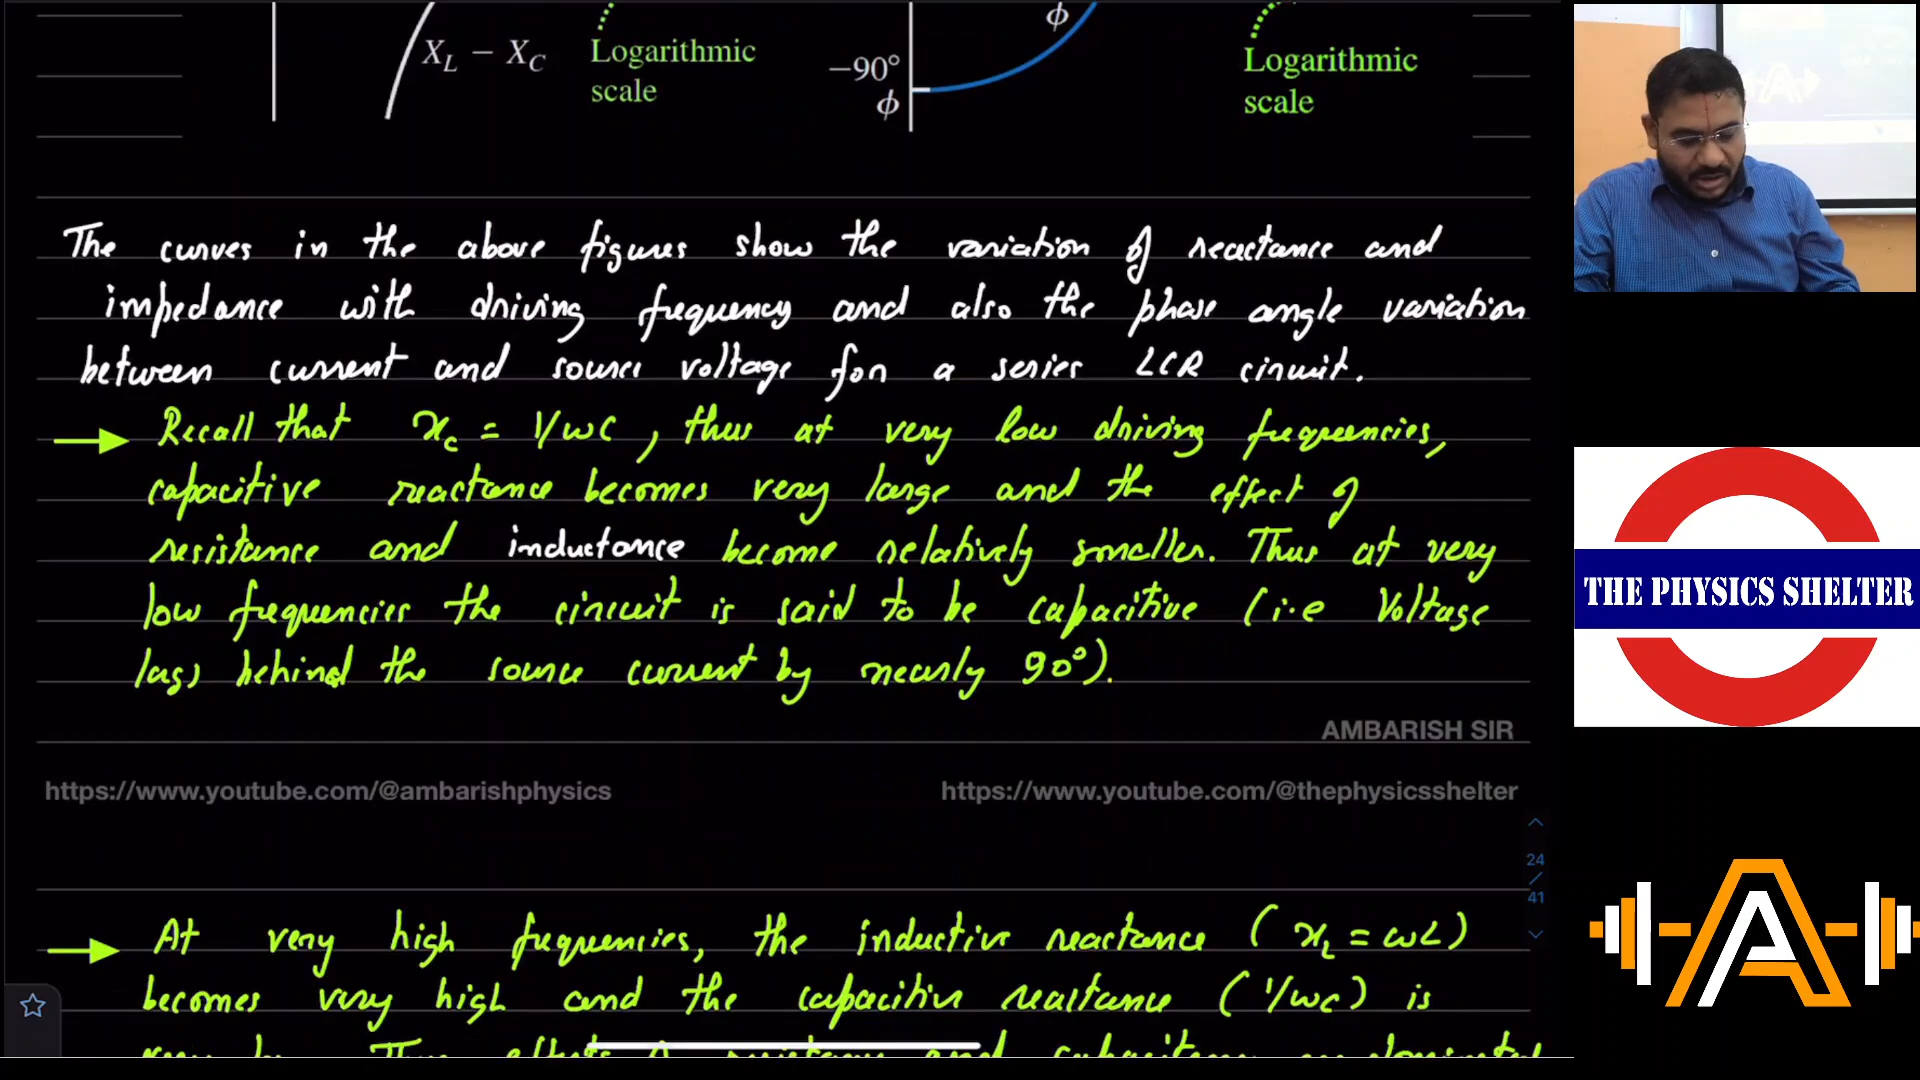 X_L − X_C
Logarithmic
scale
−90°
ϕ
ϕ
Logarithmic
scale
The curves in the above figures show the variation of reactance and
impedance with driving frequency and also the phase angle variation
between current and source voltage for a series LCR circuit.
→ Recall that x_c = 1/ωC, thus at very low driving frequencies,
capacitive reactance becomes very large and the effect of
resistance and inductance become relatively smaller. Thus at very
low frequencies the circuit is said to be capacitive (i.e Voltage
lags behind the source current by nearly 90°).
AMBARISH SIR
https://www.youtube.com/@ambarishphysics
https://www.youtube.com/@thephysicsshelter
24
/
41
→ At very high frequencies, the inductive reactance (x_L = ωL)
becomes very high and the capacitive reactance (1/ωc) is
THE PHYSICS SHELTER